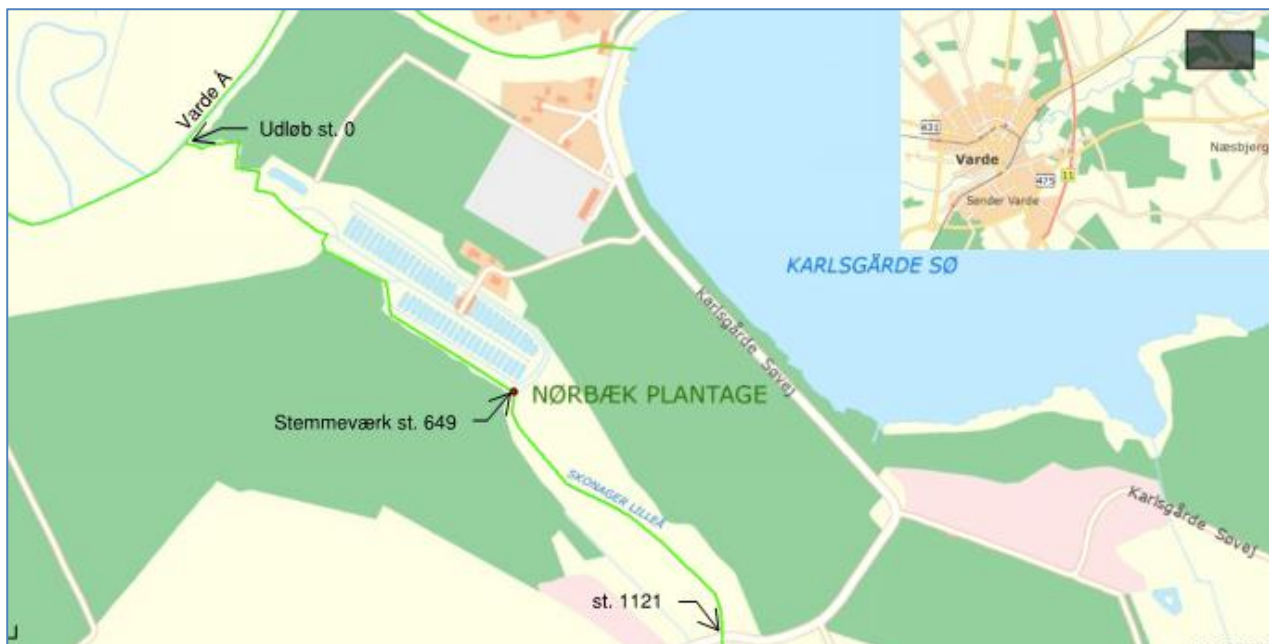 Varde Å
Udløb st. 0
431
Varde
475
11
Næsbjerg
Sønder Varde
KARLSGÅRDE SØ
Karlsgårde Søvej
NØRBÆK PLANTAGE
Stemmeværk st. 649
SKONAGER LILLEÅ
Karlsgårde Søvej
st. 1121